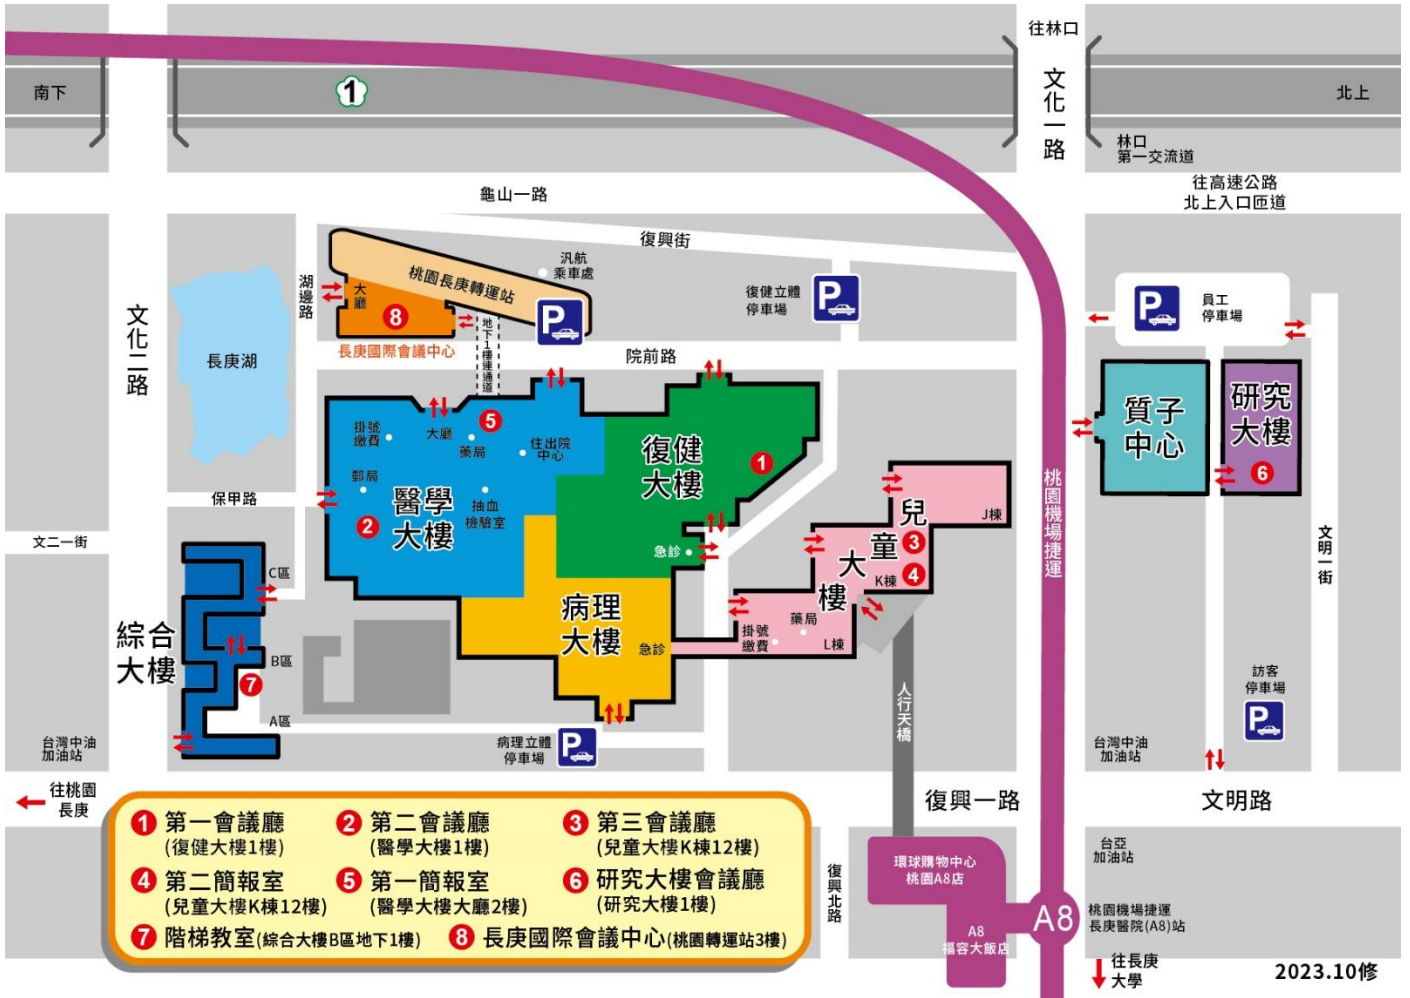 往林口
文化一路
南下
1
北上
林口
第一交流道
往高速公路
北上入口匝道
龜山一路
復興街
湖邊路
桃園長庚轉運站
汎航
乘車處
大廳
8
P
復健立體
停車場
P
P
員工
停車場
文化二路
長庚湖
長庚國際會議中心
地下1樓連通道
院前路
掛號
繳費
大廳
5
藥局
住出院
中心
復健
大樓
1
質子
中心
研究
大樓
6
郵局
醫學
大樓
2
抽血
檢驗室
保甲路
文二一街
急診
兒童大樓
3
4
K棟
J棟
桃園機場捷運
文明一街
C區
綜合
大樓
B區
7
A區
病理
大樓
急診
掛號
繳費
藥局
L棟
人行天橋
訪客
停車場
P
台灣中油
加油站
病理立體
停車場
P
台灣中油
加油站
往桃園
長庚
復興一路
文明路
1 第一會議廳
(復健大樓1樓)
2 第二會議廳
(醫學大樓1樓)
3 第三會議廳
(兒童大樓K棟12樓)
4 第二簡報室
(兒童大樓K棟12樓)
5 第一簡報室
(醫學大樓大廳2樓)
6 研究大樓會議廳
(研究大樓1樓)
7 階梯教室(綜合大樓B區地下1樓)
8 長庚國際會議中心(桃園轉運站3樓)
復興北路
環球購物中心
桃園A8店
A8
福容大飯店
A8
台亞
加油站
桃園機場捷運
長庚醫院(A8)站
往長庚
大學
2023.10修